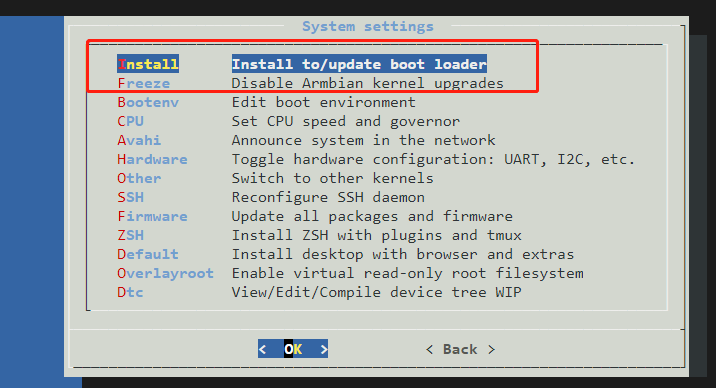 System settings
Install Install to/update boot loader
Freeze Disable Armbian kernel upgrades
Bootenv Edit boot environment
CPU Set CPU speed and governor
Avahi Announce system in the network
Hardware Toggle hardware configuration: UART, I2C, etc.
Other Switch to other kernels
SSH Reconfigure SSH daemon
Firmware Update all packages and firmware
ZSH Install ZSH with plugins and tmux
Default Install desktop with browser and extras
Overlayroot Enable virtual read-only root filesystem
Dtc View/Edit/Compile device tree WIP
< OK > < Back >